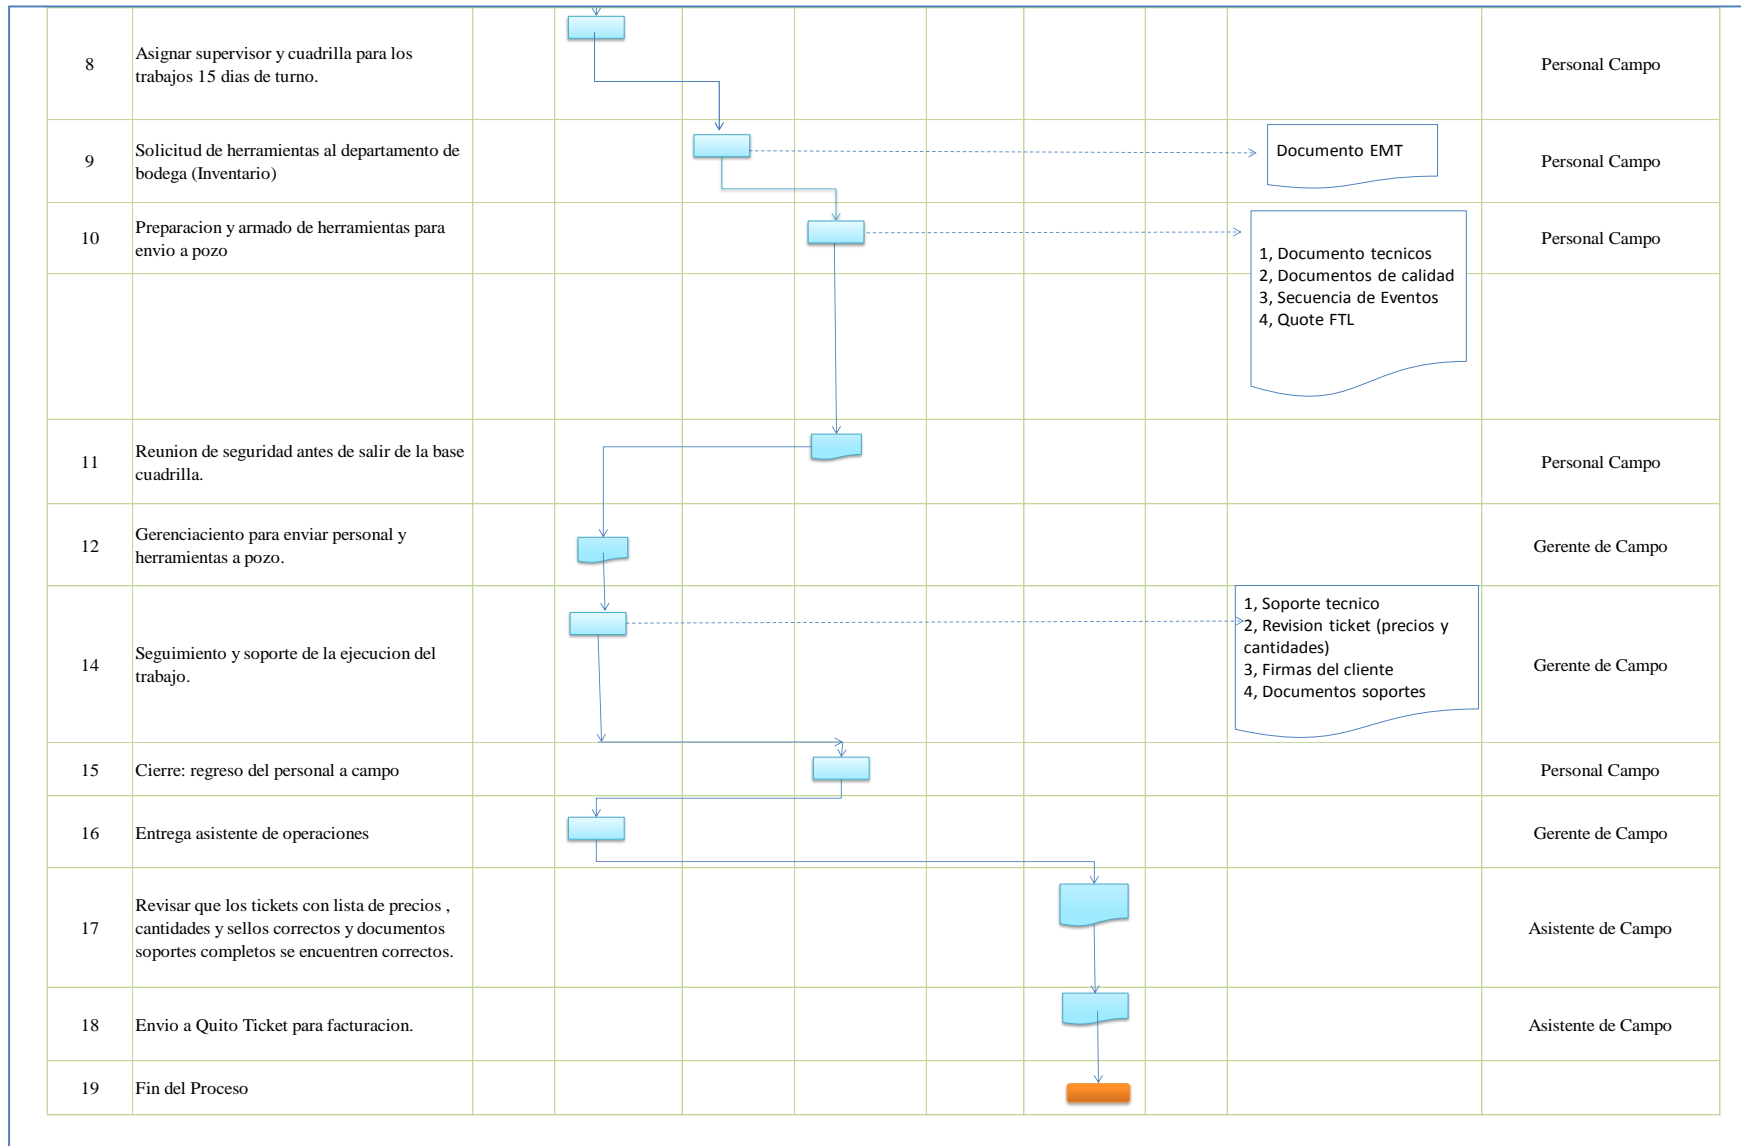 8
Asignar supervisor y cuadrilla para los
trabajos 15 dias de turno.
Personal Campo
9
Solicitud de herramientas al departamento de
bodega (Inventario)
Documento EMT
Personal Campo
10
Preparacion y armado de herramientas para
envio a pozo
1, Documento tecnicos
2, Documentos de calidad
3, Secuencia de Eventos
4, Quote FTL
Personal Campo
11
Reunion de seguridad antes de salir de la base
cuadrilla.
Personal Campo
12
Gerenciaciento para enviar personal y
herramientas a pozo.
Gerente de Campo
14
Seguimiento y soporte de la ejecucion del
trabajo.
1, Soporte tecnico
2, Revision ticket (precios y
cantidades)
3, Firmas del cliente
4, Documentos soportes
Gerente de Campo
15
Cierre: regreso del personal a campo
Personal Campo
16
Entrega asistente de operaciones
Gerente de Campo
17
Revisar que los tickets con lista de precios ,
cantidades y sellos correctos y documentos
soportes completos se encuentren correctos.
Asistente de Campo
18
Envio a Quito Ticket para facturacion.
Asistente de Campo
19
Fin del Proceso